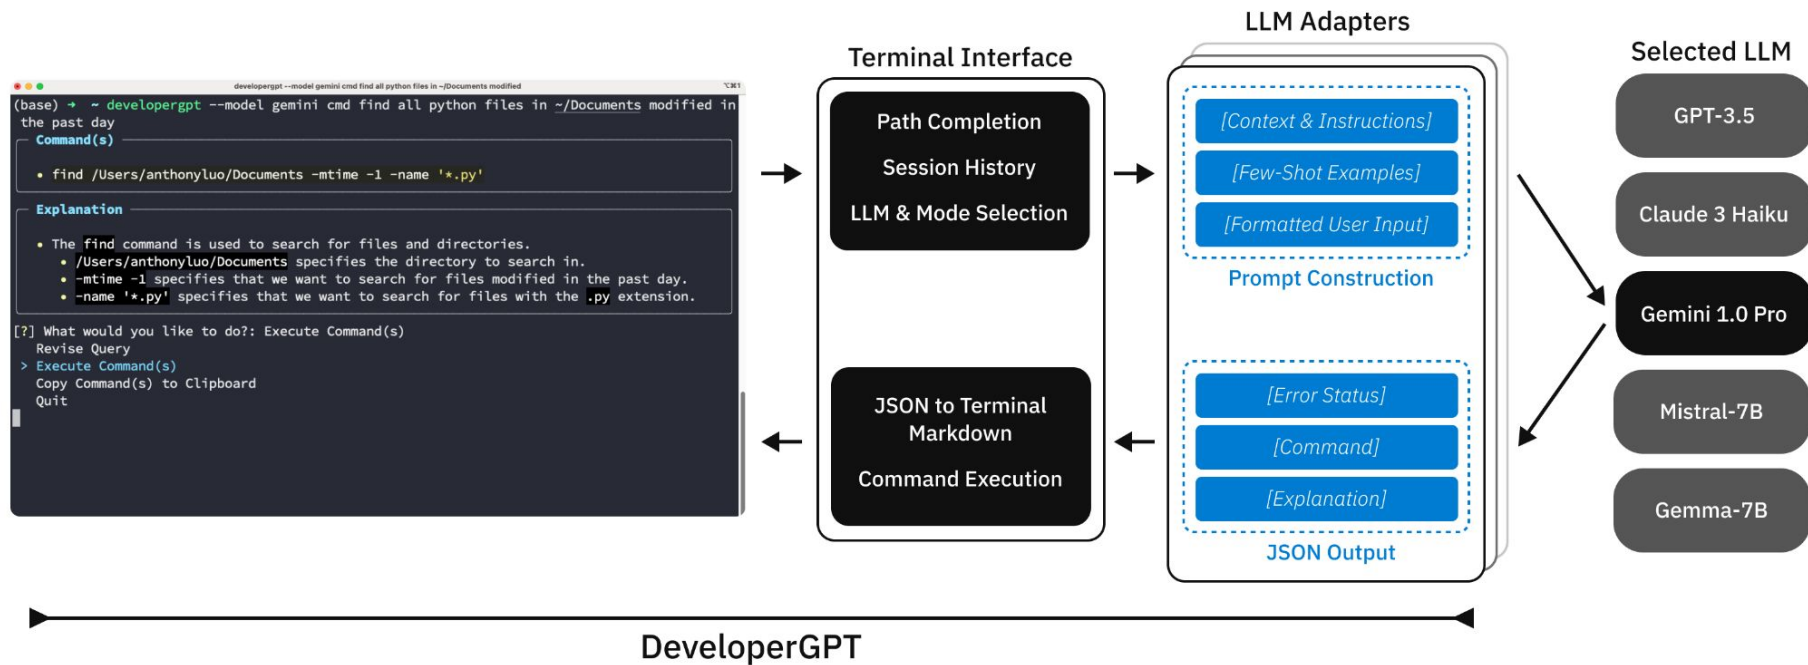 developergpt --model gemini cmd find all python files in ~/Documents modified
⌥⌘1
(base) ➜ ~ developergpt --model gemini cmd find all python files in ~/Documents modified in
the past day
Command(s)
• find /Users/anthonyluo/Documents -mtime -1 -name '*.py'
Explanation
• The find command is used to search for files and directories.
• /Users/anthonyluo/Documents specifies the directory to search in.
• -mtime -1 specifies that we want to search for files modified in the past day.
• -name '*.py' specifies that we want to search for files with the .py extension.
[?] What would you like to do?: Execute Command(s)
Revise Query
> Execute Command(s)
Copy Command(s) to Clipboard
Quit
Terminal Interface
Path Completion
Session History
LLM & Mode Selection
JSON to Terminal
Markdown
Command Execution
LLM Adapters
[Context & Instructions]
[Few-Shot Examples]
[Formatted User Input]
Prompt Construction
[Error Status]
[Command]
[Explanation]
JSON Output
Selected LLM
GPT-3.5
Claude 3 Haiku
Gemini 1.0 Pro
Mistral-7B
Gemma-7B
DeveloperGPT